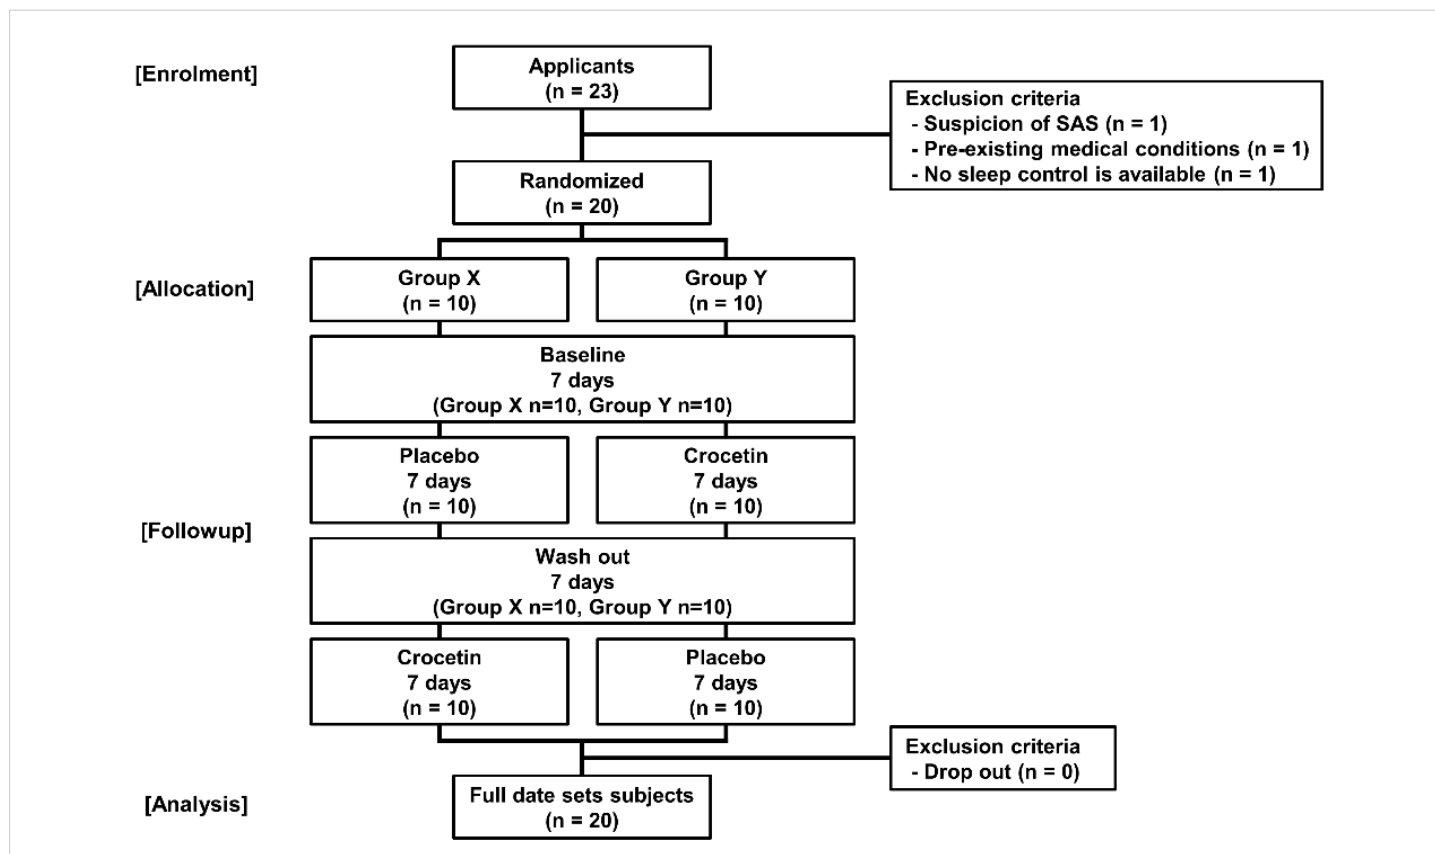 [Enrolment]
Applicants
(n = 23)
Exclusion criteria
- Suspicion of SAS (n = 1)
- Pre-existing medical conditions (n = 1)
- No sleep control is available (n = 1)
Randomized
(n = 20)
[Allocation]
Group X
(n = 10)
Group Y
(n = 10)
Baseline
7 days
(Group X n=10, Group Y n=10)
[Followup]
Placebo
7 days
(n = 10)
Crocetin
7 days
(n = 10)
Wash out
7 days
(Group X n=10, Group Y n=10)
Crocetin
7 days
(n = 10)
Placebo
7 days
(n = 10)
Exclusion criteria
- Drop out (n = 0)
[Analysis]
Full date sets subjects
(n = 20)